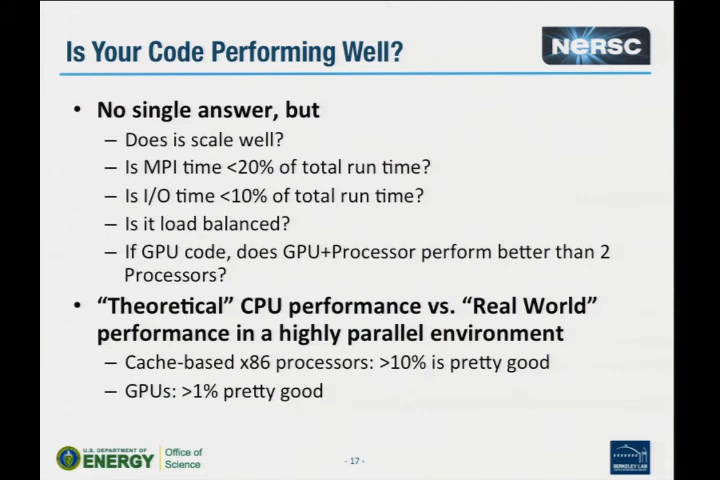 Is Your Code Performing Well?
NERSC
• No single answer, but
– Does is scale well?
– Is MPI time <20% of total run time?
– Is I/O time <10% of total run time?
– Is it load balanced?
– If GPU code, does GPU+Processor perform better than 2
Processors?
• “Theoretical” CPU performance vs. “Real World”
performance in a highly parallel environment
– Cache-based x86 processors: >10% is pretty good
– GPUs: >1% pretty good
U.S. DEPARTMENT OF
ENERGY
Office of
Science
- 17 -
BERKELEY LAB